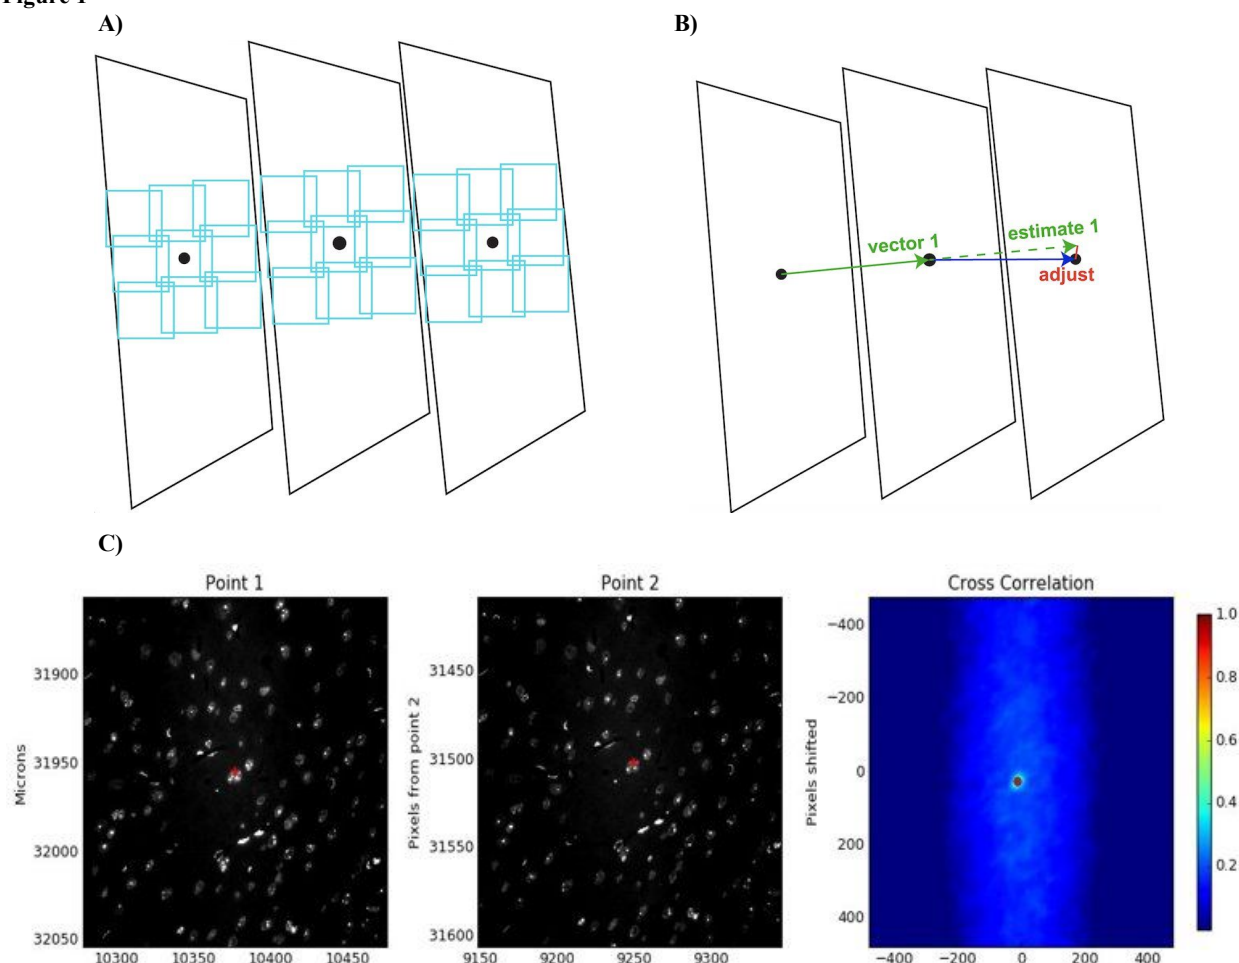 Figure 1
A)
B)
vector 1
estimate 1
adjust
C)
Point 1
Point 2
Cross Correlation
Microns
31900
31950
32000
32050
10300
10350
10400
10450
Pixels from point 2
31450
31500
31550
31600
9150
9200
9250
9300
Pixels shifted
−400
−200
0
200
400
−400
−200
0
200
400
1.0
0.8
0.6
0.4
0.2